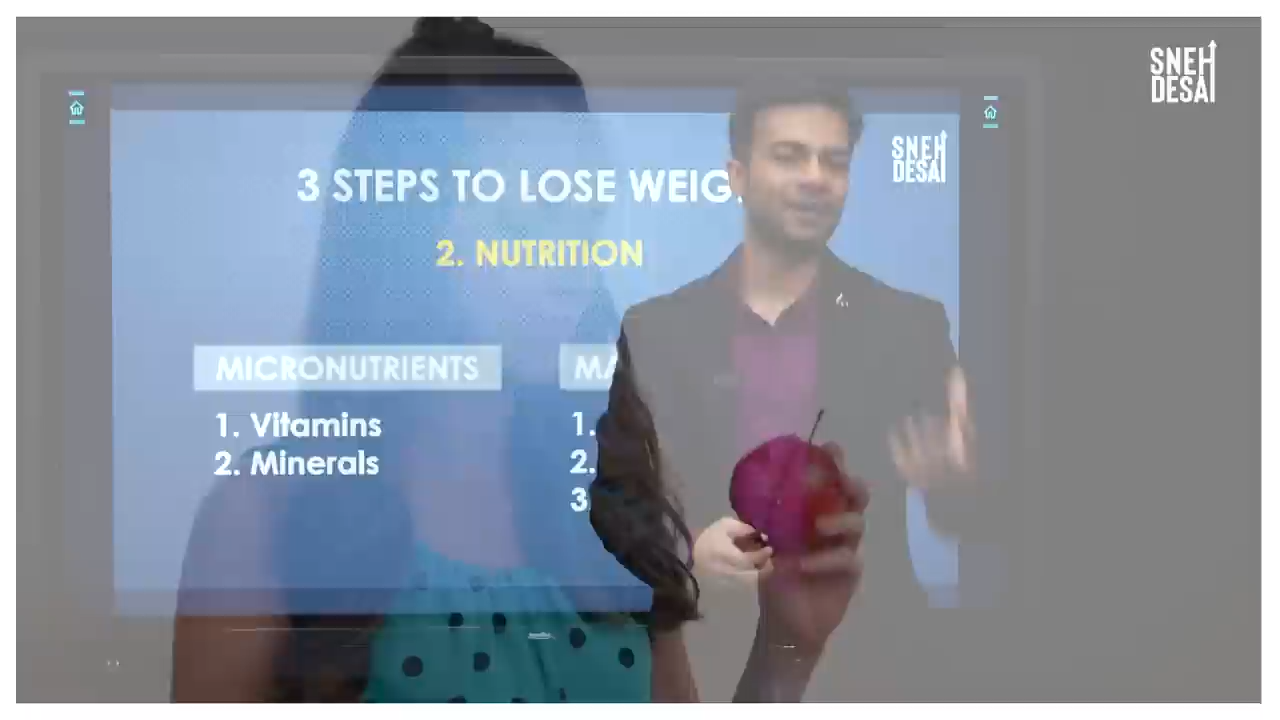 SNEH
DESAI
SNEH
DESAI
3 STEPS TO LOSE WEIG
2. NUTRITION
MICRONUTRIENTS
MA
1. Vitamins
1.
2. Minerals
2.
3